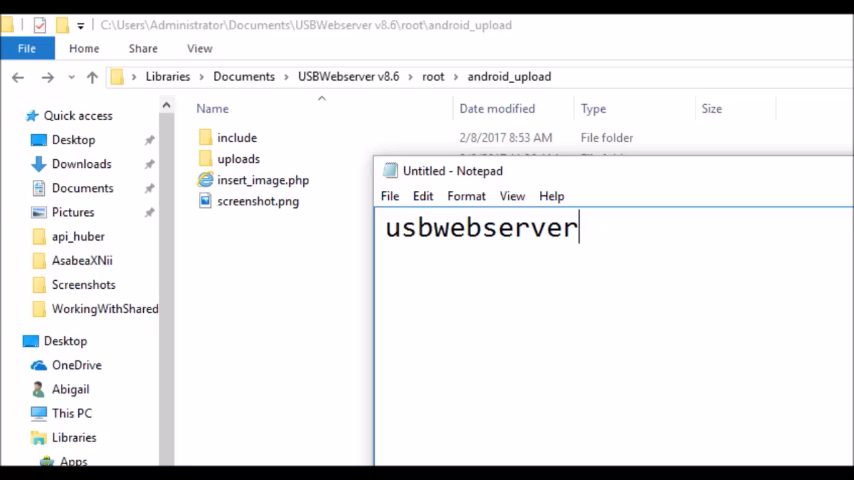 C:\Users\Administrator\Documents\USBWebserver v8.6\root\android_upload
File Home Share View
Libraries Documents USBWebserver v8.6 root android_upload
Name Date modified Type Size
Quick access
Desktop
Downloads
Documents
Pictures
api_huber
AsabeaXNii
Screenshots
WorkingWithShared
Desktop
OneDrive
Abigail
This PC
Libraries
Apps
include 2/8/2017 8:53 AM File folder
uploads
insert_image.php
screenshot.png
Untitled - Notepad
File Edit Format View Help
usbwebserver